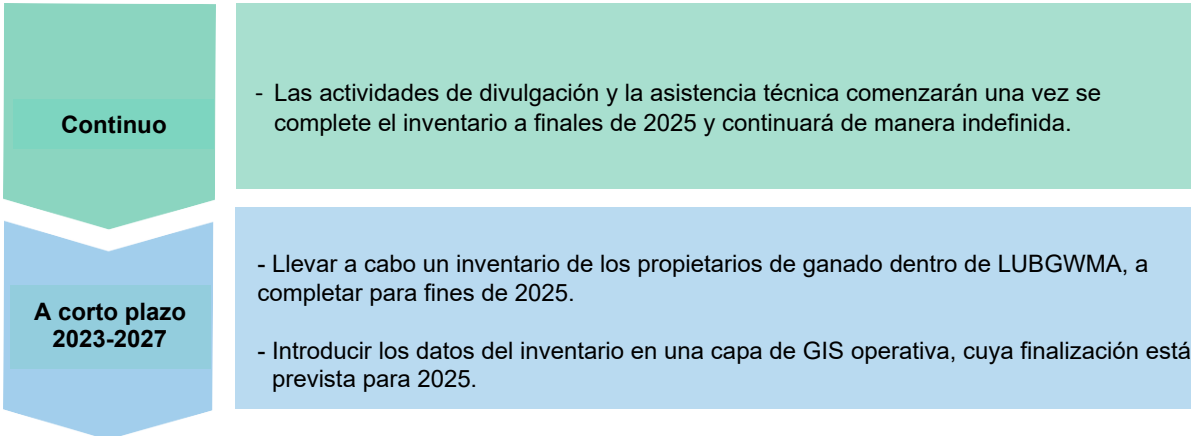 Continuo
- Las actividades de divulgación y la asistencia técnica comenzarán una vez se
complete el inventario a finales de 2025 y continuará de manera indefinida.
A corto plazo
2023-2027
- Llevar a cabo un inventario de los propietarios de ganado dentro de LUBGWMA, a
completar para fines de 2025.
- Introducir los datos del inventario en una capa de GIS operativa, cuya finalización está
prevista para 2025.